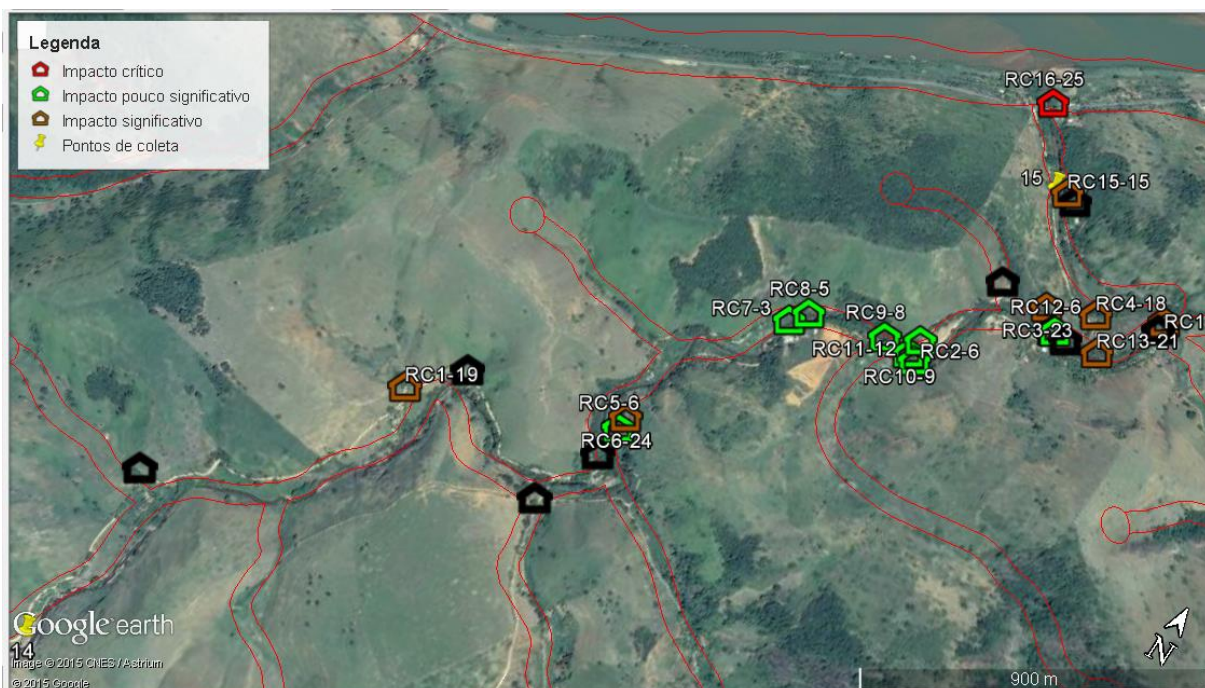 Legenda
Impacto crítico
Impacto pouco significativo
Impacto significativo
Pontos de coleta
RC16-25
15
RC15-15
RC8-5
RC7-3
RC9-8
RC12-6
RC4-18
RC1
RC3-23
RC11-12
RC2-6
RC13-21
RC10-9
RC1-19
RC5-6
RC6-24
Google earth
14
Image © 2015 CNES / Astrium
© 2015 Google
900 m
N